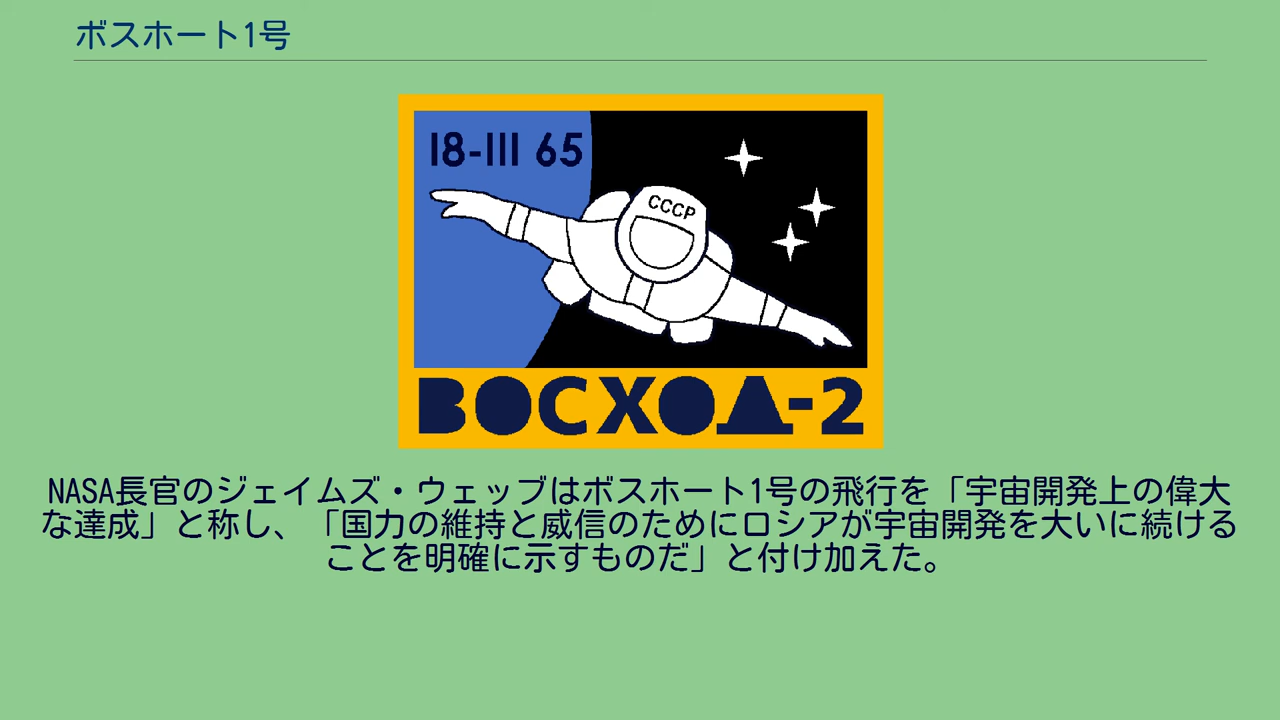 ボスホート1号
18-III 65
СССР
ВОСХОД-2
NASA長官のジェイムズ・ウェッブはボスホート1号の飛行を「宇宙開発上の偉大
な達成」と称し、「国力の維持と威信のためにロシアが宇宙開発を大いに続ける
ことを明確に示すものだ」と付け加えた。